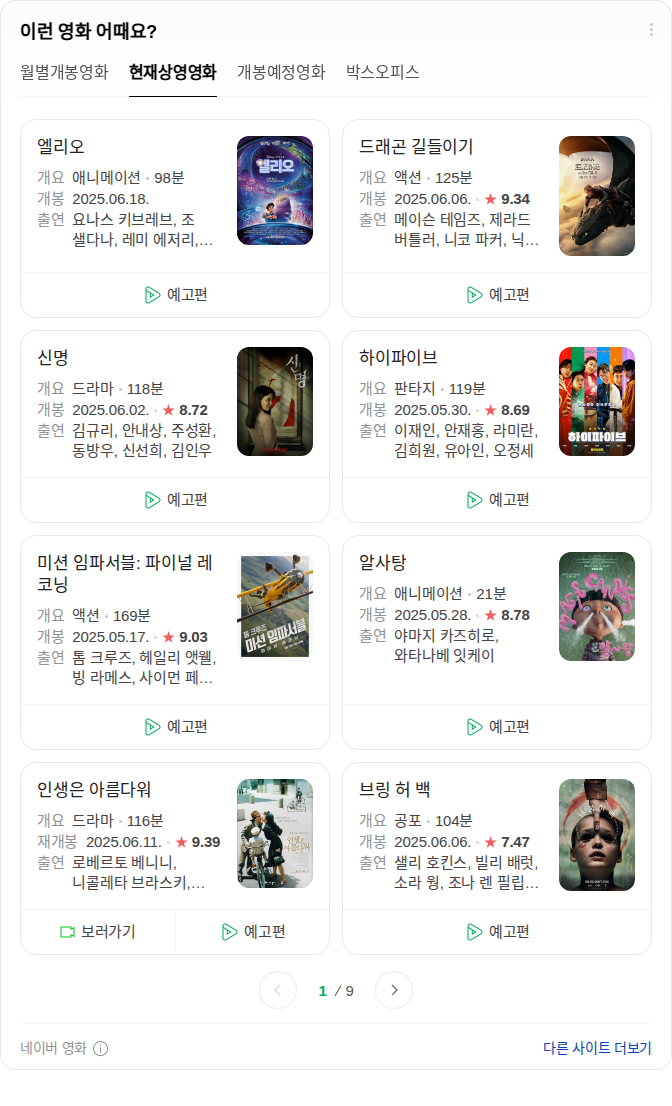 이런 영화 어때요?
월별개봉영화 현재상영영화 개봉예정영화 박스오피스
엘리오
개요 애니메이션 · 98분
개봉 2025.06.18.
출연 요나스 키브레브, 조
샐다나, 레미 에저리,...
엘리오
예고편
드래곤 길들이기
개요 액션 · 125분
개봉 2025.06.06. · ★ 9.34
출연 메이슨 테임즈, 제라드
버틀러, 니코 파커, 닉...
예고편
신명
개요 드라마 · 118분
개봉 2025.06.02. · ★ 8.72
출연 김규리, 안내상, 주성환,
동방우, 신선희, 김인우
신명
예고편
하이파이브
개요 판타지 · 119분
개봉 2025.05.30. · ★ 8.69
출연 이재인, 안재홍, 라미란,
김희원, 유아인, 오정세
하이파이브
예고편
미션 임파서블: 파이널 레
코닝
개요 액션 · 169분
개봉 2025.05.17. · ★ 9.03
출연 톰 크루즈, 헤일리 앳웰,
빙 라메스, 사이먼 페...
톰 크루즈
미션 임파서블
예고편
알사탕
개요 애니메이션 · 21분
개봉 2025.05.28. · ★ 8.78
출연 야마지 카즈히로,
와타나베 잇케이
알사탕
예고편
인생은 아름다워
개요 드라마 · 116분
재개봉 2025.06.11. · ★ 9.39
출연 로베르토 베니니,
니콜레타 브라스키,...
인생은
아름다워
보러가기 예고편
브링 허 백
개요 공포 · 104분
개봉 2025.06.06. · ★ 7.47
출연 샐리 호킨스, 빌리 배럿,
소라 웡, 조나 렌 필립...
예고편
1 / 9
네이버 영화
다른 사이트 더보기